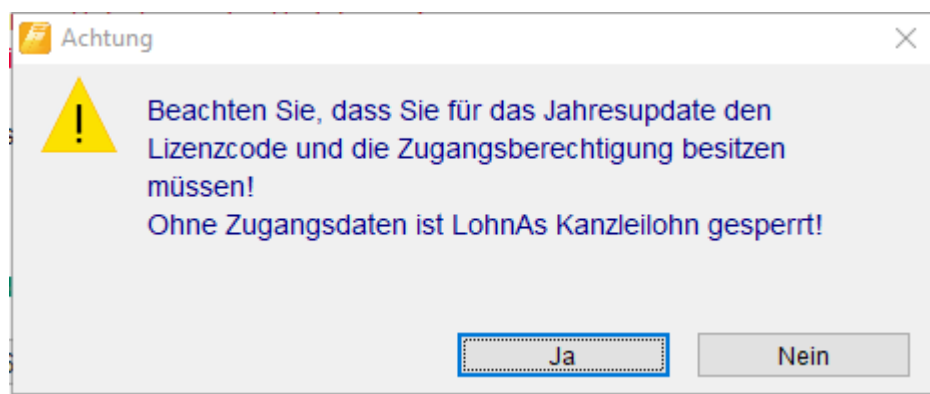 Achtung
Beachten Sie, dass Sie für das Jahresupdate den
Lizenzcode und die Zugangsberechtigung besitzen
müssen!
Ohne Zugangsdaten ist LohnAs Kanzleilohn gesperrt!
Ja
Nein